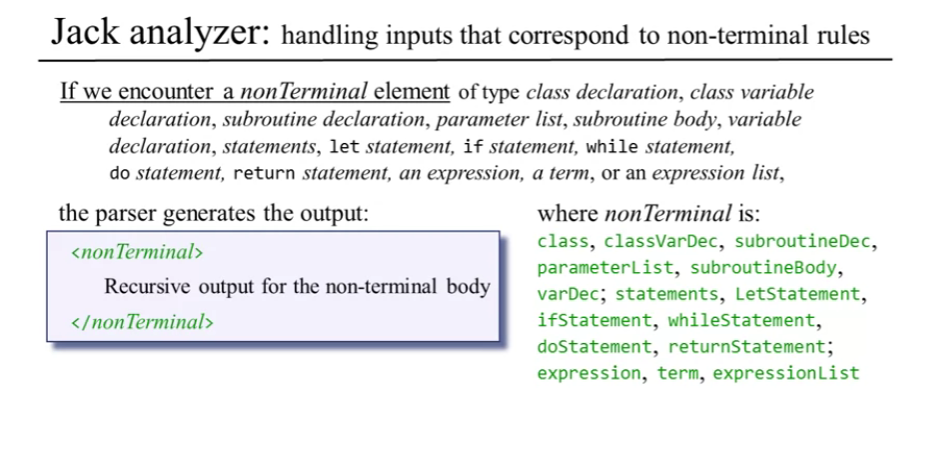 Jack analyzer: handling inputs that correspond to non-terminal rules
If we encounter a nonTerminal element of type class declaration, class variable
declaration, subroutine declaration, parameter list, subroutine body, variable
declaration, statements, let statement, if statement, while statement,
do statement, return statement, an expression, a term, or an expression list,
the parser generates the output:
<nonTerminal>
Recursive output for the non-terminal body
</nonTerminal>
where nonTerminal is:
class, classVarDec, subroutineDec,
parameterList, subroutineBody,
varDec; statements, LetStatement,
ifStatement, whileStatement,
doStatement, returnStatement;
expression, term, expressionList